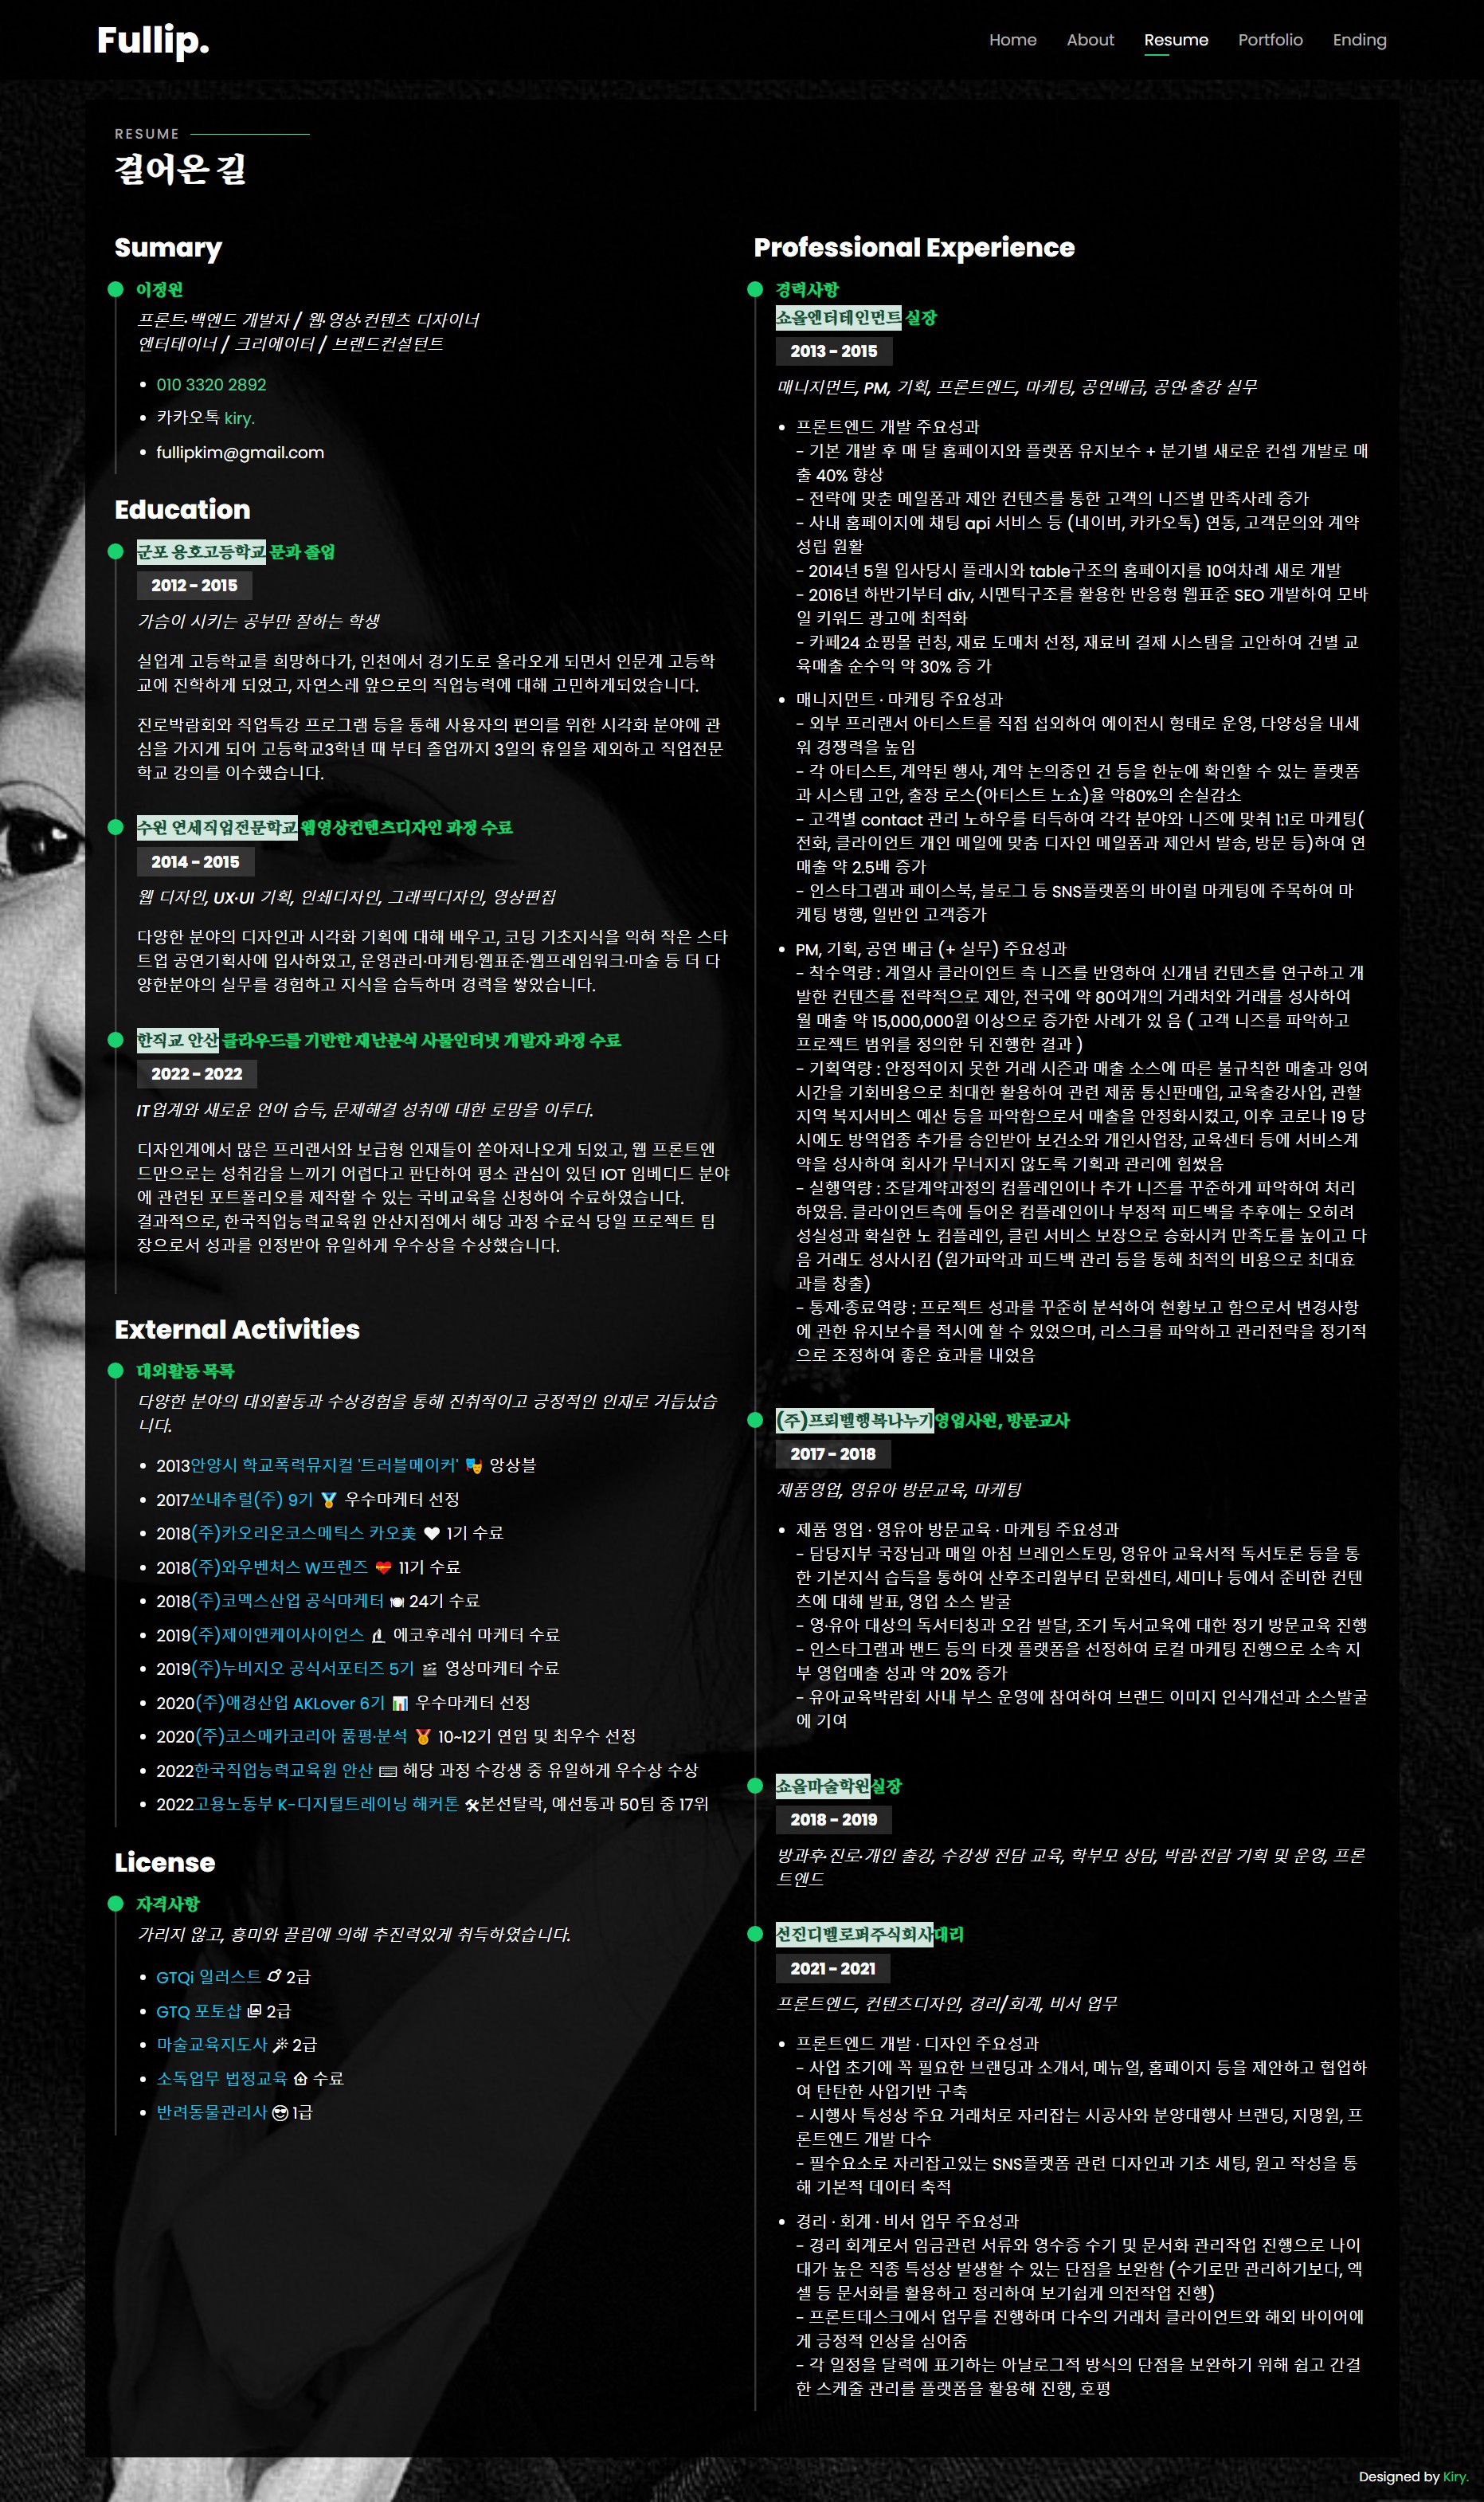 Fullip.
Home About Resume Portfolio Ending
RESUME
걸어온 길
Sumary
이정원
프론트·백엔드 개발자 / 웹·영상·컨텐츠 디자이너
엔터테이너 / 크리에이터 / 브랜드컨설턴트
010 3320 2892
카카오톡 kiry.
fullipkim@gmail.com
Education
군포 용호고등학교 문과 졸업
2012 - 2015
가슴이 시키는 공부만 잘하는 학생
실업계 고등학교를 희망하다가, 인천에서 경기도로 올라오게 되면서 인문계 고등학
교에 진학하게 되었고, 자연스레 앞으로의 직업능력에 대해 고민하게되었습니다.
진로박람회와 직업특강 프로그램 등을 통해 사용자의 편의를 위한 시각화 분야에 관
심을 가지게 되어 고등학교3학년 때 부터 졸업까지 3일의 휴일을 제외하고 직업전문
학교 강의를 이수했습니다.
수원 연세직업전문학교 웹영상컨텐츠디자인 과정 수료
2014 - 2015
웹 디자인, UX·UI 기획, 인쇄디자인, 그래픽디자인, 영상편집
다양한 분야의 디자인과 시각화 기획에 대해 배우고, 코딩 기초지식을 익혀 작은 스타
트업 공연기획사에 입사하였고, 운영관리·마케팅·웹표준·웹프레임워크·마술 등 더 다
양한분야의 실무를 경험하고 지식을 습득하며 경력을 쌓았습니다.
한직교 안산 클라우드를 기반한 재난분석 사물인터넷 개발자 과정 수료
2022 - 2022
IT업계와 새로운 언어 습득, 문제해결 성취에 대한 로망을 이루다.
디자인계에서 많은 프리랜서와 보급형 인재들이 쏟아져나오게 되었고, 웹 프론트엔
드만으로는 성취감을 느끼기 어렵다고 판단하여 평소 관심이 있던 IOT 임베디드 분야
에 관련된 포트폴리오를 제작할 수 있는 국비교육을 신청하여 수료하였습니다.
결과적으로, 한국직업능력교육원 안산지점에서 해당 과정 수료식 당일 프로젝트 팀
장으로서 성과를 인정받아 유일하게 우수상을 수상했습니다.
External Activities
대외활동 목록
다양한 분야의 대외활동과 수상경험을 통해 진취적이고 긍정적인 인재로 거듭났습
니다.
2013안양시 학교폭력뮤지컬 '트러블메이커' 🎭 앙상블
2017쏘내추럴(주) 9기 🏅 우수마케터 선정
2018(주)카오리온코스메틱스 카오美 ♥ 1기 수료
2018(주)와우벤처스 W프렌즈 💝 11기 수료
2018(주)코멕스산업 공식마케터 🍽 24기 수료
2019(주)제이앤케이사이언스 에코후레쉬 마케터 수료
2019(주)누비지오 공식서포터즈 5기 🎬 영상마케터 수료
2020(주)애경산업 AKLover 6기 📊 우수마케터 선정
2020(주)코스메카코리아 품평·분석 🏅 10~12기 연임 및 최우수 선정
2022한국직업능력교육원 안산 ⌨ 해당 과정 수강생 중 유일하게 우수상 수상
2022고용노동부 K-디지털트레이닝 해커톤 🛠본선탈락, 예선통과 50팀 중 17위
License
자격사항
가리지 않고, 흥미와 끌림에 의해 추진력있게 취득하였습니다.
GTQi 일러스트 2급
GTQ 포토샵 2급
마술교육지도사 2급
소독업무 법정교육 수료
반려동물관리사 1급
Professional Experience
경력사항
쇼올엔터테인먼트 실장
2013 - 2015
매니지먼트, PM, 기획, 프론트엔드, 마케팅, 공연배급, 공연·출강 실무
프론트엔드 개발 주요성과
- 기본 개발 후 매 달 홈페이지와 플랫폼 유지보수 + 분기별 새로운 컨셉 개발로 매
출 40% 향상
- 전략에 맞춘 메일폼과 제안 컨텐츠를 통한 고객의 니즈별 만족사례 증가
- 사내 홈페이지에 채팅 api 서비스 등 (네이버, 카카오톡) 연동, 고객문의와 계약
성립 원활
- 2014년 5월 입사당시 플래시와 table구조의 홈페이지를 10여차례 새로 개발
- 2016년 하반기부터 div, 시멘틱구조를 활용한 반응형 웹표준 SEO 개발하여 모바
일 키워드 광고에 최적화
- 카페24 쇼핑몰 런칭, 재료 도매처 선정, 재료비 결제 시스템을 고안하여 건별 교
육매출 순수익 약 30% 증 가
매니지먼트 · 마케팅 주요성과
- 외부 프리랜서 아티스트를 직접 섭외하여 에이전시 형태로 운영, 다양성을 내세
워 경쟁력을 높임
- 각 아티스트, 계약된 행사, 계약 논의중인 건 등을 한눈에 확인할 수 있는 플랫폼
과 시스템 고안, 출장 로스(아티스트 노쇼)율 약80%의 손실감소
- 고객별 contact 관리 노하우를 터득하여 각각 분야와 니즈에 맞춰 1:1로 마케팅(
전화, 클라이언트 개인 메일에 맞춤 디자인 메일폼과 제안서 발송, 방문 등)하여 연
매출 약 2.5배 증가
- 인스타그램과 페이스북, 블로그 등 SNS플랫폼의 바이럴 마케팅에 주목하여 마
케팅 병행, 일반인 고객증가
PM, 기획, 공연 배급 (+ 실무) 주요성과
- 착수역량 : 계열사 클라이언트 측 니즈를 반영하여 신개념 컨텐츠를 연구하고 개
발한 컨텐츠를 전략적으로 제안, 전국에 약 80여개의 거래처와 거래를 성사하여
월 매출 약 15,000,000원 이상으로 증가한 사례가 있 음 ( 고객 니즈를 파악하고
프로젝트 범위를 정의한 뒤 진행한 결과 )
- 기획역량 : 안정적이지 못한 거래 시즌과 매출 소스에 따른 불규칙한 매출과 잉여
시간을 기회비용으로 최대한 활용하여 관련 제품 통신판매업, 교육출강사업, 관할
지역 복지서비스 예산 등을 파악함으로서 매출을 안정화시켰고, 이후 코로나 19 당
시에도 방역업종 추가를 승인받아 보건소와 개인사업장, 교육센터 등에 서비스계
약을 성사하여 회사가 무너지지 않도록 기획과 관리에 힘썼음
- 실행역량 : 조달계약과정의 컴플레인이나 추가 니즈를 꾸준하게 파악하여 처리
하였음. 클라이언트측에 들어온 컴플레인이나 부정적 피드백을 추후에는 오히려
성실성과 확실한 노 컴플레인, 클린 서비스 보장으로 승화시켜 만족도를 높이고 다
음 거래도 성사시킴 (원가파악과 피드백 관리 등을 통해 최적의 비용으로 최대효
과를 창출)
- 통제·종료역량 : 프로젝트 성과를 꾸준히 분석하여 현황보고 함으로서 변경사항
에 관한 유지보수를 적시에 할 수 있었으며, 리스크를 파악하고 관리전략을 정기적
으로 조정하여 좋은 효과를 내었음
(주)프뢰벨행복나누기영업사원, 방문교사
2017 - 2018
제품영업, 영유아 방문교육, 마케팅
제품 영업 · 영유아 방문교육 · 마케팅 주요성과
- 담당지부 국장님과 매일 아침 브레인스토밍, 영유아 교육서적 독서토론 등을 통
한 기본지식 습득을 통하여 산후조리원부터 문화센터, 세미나 등에서 준비한 컨텐
츠에 대해 발표, 영업 소스 발굴
- 영·유아 대상의 독서티칭과 오감 발달, 조기 독서교육에 대한 정기 방문교육 진행
- 인스타그램과 밴드 등의 타겟 플랫폼을 선정하여 로컬 마케팅 진행으로 소속 지
부 영업매출 성과 약 20% 증가
- 유아교육박람회 사내 부스 운영에 참여하여 브랜드 이미지 인식개선과 소스발굴
에 기여
쇼올마술학원실장
2018 - 2019
방과후·진로·개인 출강, 수강생 전담 교육, 학부모 상담, 박람·전람 기획 및 운영, 프론
트엔드
선진디벨로퍼주식회사대리
2021 - 2021
프론트엔드, 컨텐츠디자인, 경리/회계, 비서 업무
프론트엔드 개발 · 디자인 주요성과
- 사업 초기에 꼭 필요한 브랜딩과 소개서, 메뉴얼, 홈페이지 등을 제안하고 협업하
여 탄탄한 사업기반 구축
- 시행사 특성상 주요 거래처로 자리잡는 시공사와 분양대행사 브랜딩, 지명원, 프
론트엔드 개발 다수
- 필수요소로 자리잡고있는 SNS플랫폼 관련 디자인과 기초 세팅, 원고 작성을 통
해 기본적 데이터 축적
경리 · 회계 · 비서 업무 주요성과
- 경리 회계로서 임금관련 서류와 영수증 수기 및 문서화 관리작업 진행으로 나이
대가 높은 직종 특성상 발생할 수 있는 단점을 보완함 (수기로만 관리하기보다, 엑
셀 등 문서화를 활용하고 정리하여 보기쉽게 의전작업 진행)
- 프론트데스크에서 업무를 진행하며 다수의 거래처 클라이언트와 해외 바이어에
게 긍정적 인상을 심어줌
- 각 일정을 달력에 표기하는 아날로그적 방식의 단점을 보완하기 위해 쉽고 간결
한 스케줄 관리를 플랫폼을 활용해 진행, 호평
Designed by Kiry.